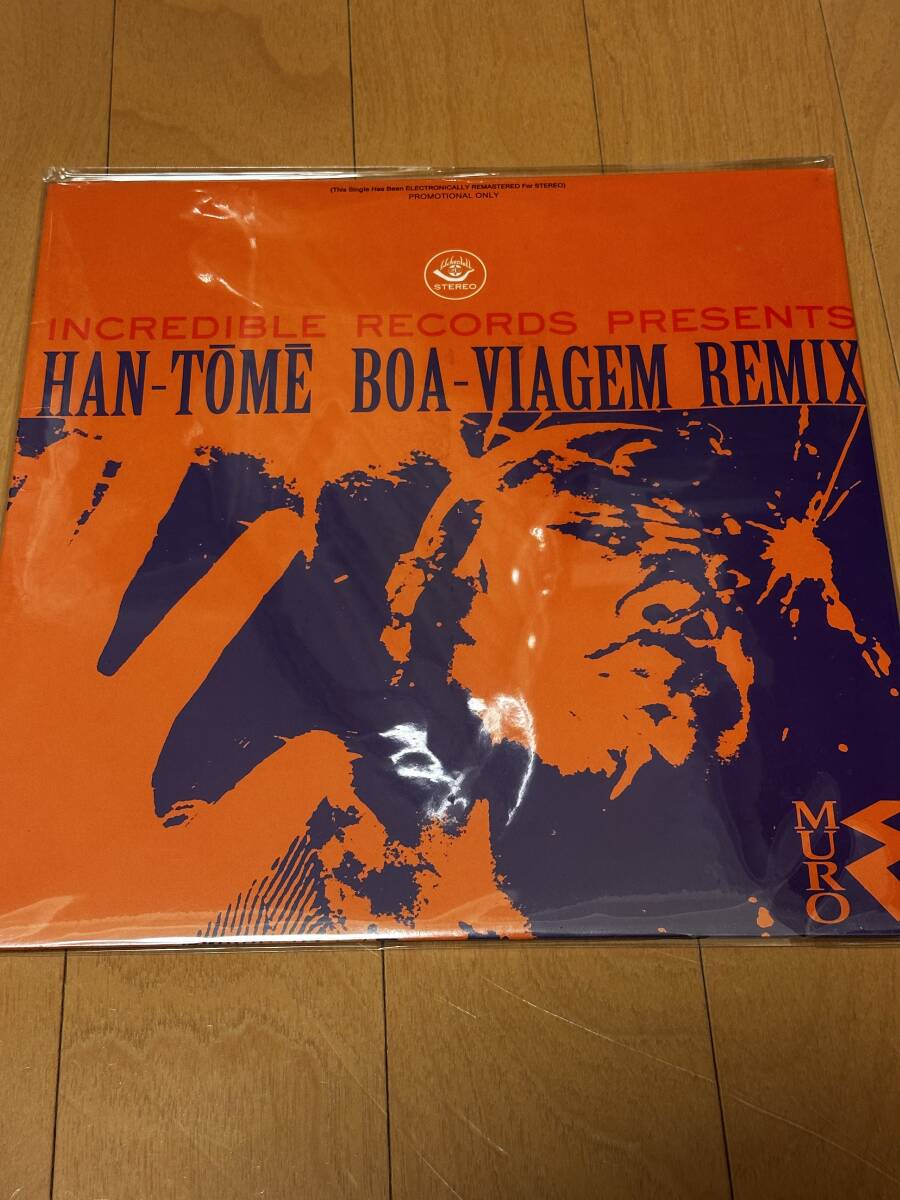 (This Single Has Been ELECTRONICALLY REMASTERED For STEREO)
PROMOTIONAL ONLY
STEREO
INCREDIBLE RECORDS PRESENTS
HAN-TŌMĒ BOA-VIAGEM REMIX
MURO